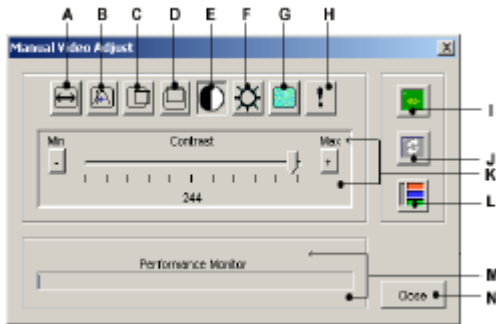 A B C D E F G H
Manual Video Adjust
I
Min Contrast Max
J
- +
K
244
L
Performance Monitor
M
Close
N